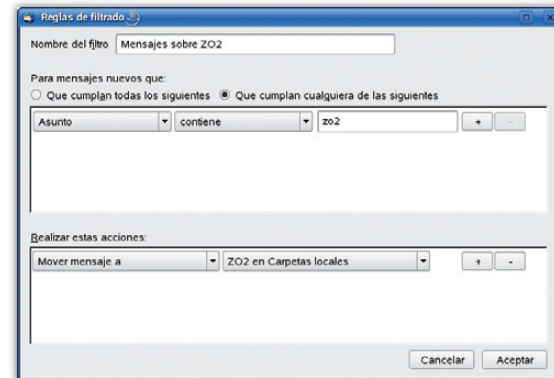 Reglas de filtrado
Nombre del filtro Mensajes sobre ZO2
Para mensajes nuevos que:
Que cumplan todas los siguientes Que cumplan cualquiera de las siguientes
Asunto contiene zo2 + -
Realizar estas acciones:
Mover mensaje a ZO2 en Carpetas locales + -
Cancelar Aceptar